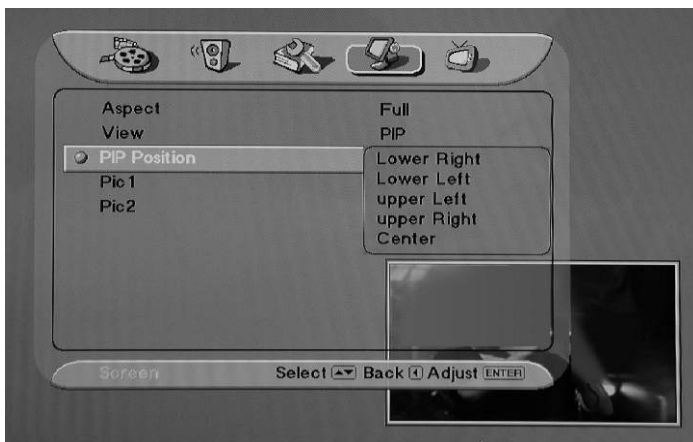 Aspect Full
View PIP
PIP Position
Lower Right
Lower Left
upper Left
upper Right
Center
Pic1
Pic2
Screen Select Back Adjust ENTER